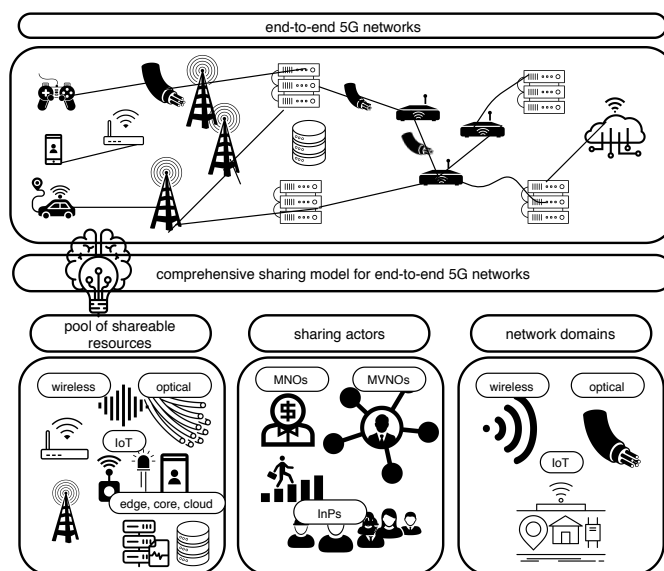 end-to-end 5G networks
comprehensive sharing model for end-to-end 5G networks
pool of shareable
resources
sharing actors
network domains
wireless
optical
MNOs
MVNOs
wireless
optical
IoT
IoT
edge, core, cloud
InPs